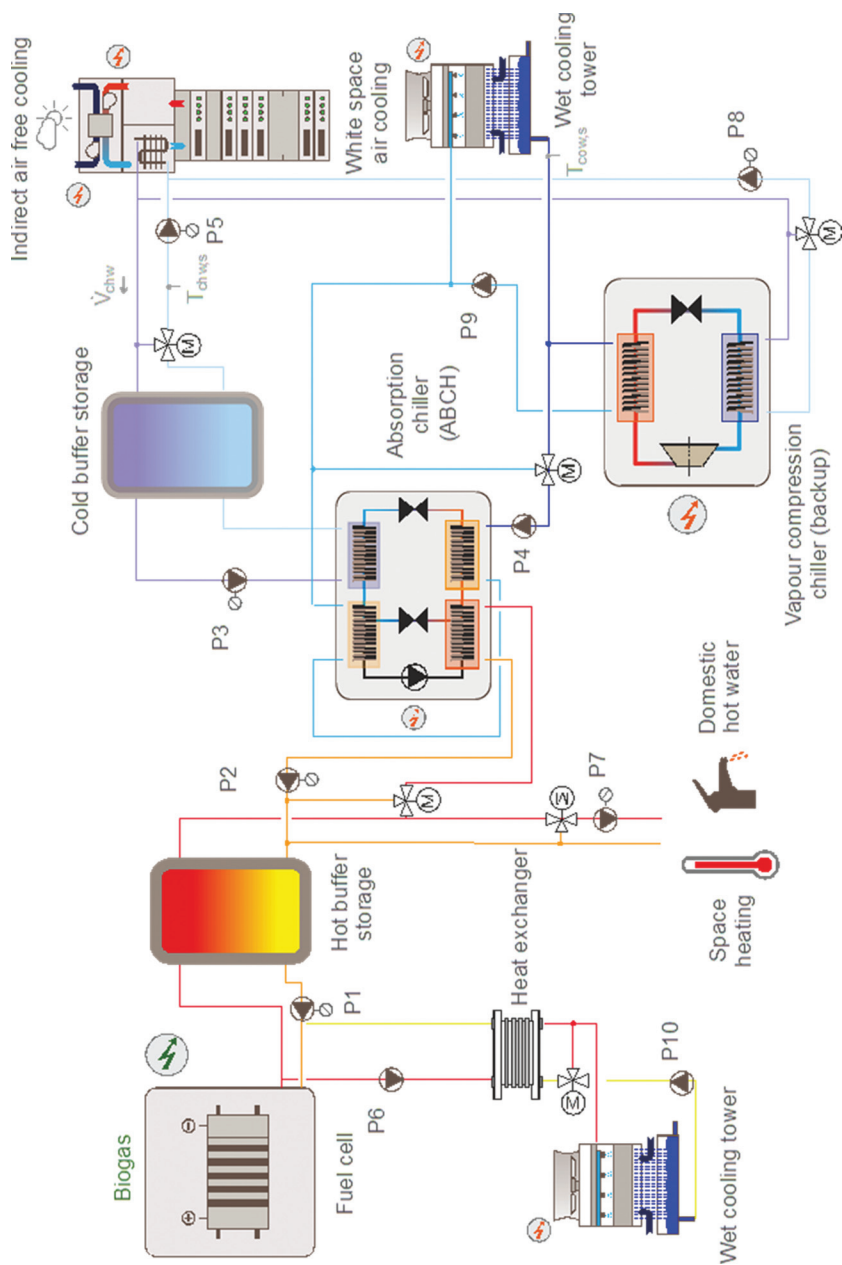 Biogas
Fuel cell
P1
P6
Heat exchanger
M
P10
Wet cooling tower
Hot buffer
storage
P2
M
M
P7
Space
heating
Domestic
hot water
P3
Cold buffer storage
Absorption
chiller
(ABCH)
P4
M
P9
M
V̇chw
Tchw,s
P5
Indirect air free cooling
White space
air cooling
Wet cooling
tower
Tcow,s
P8
M
Vapour compression
chiller (backup)